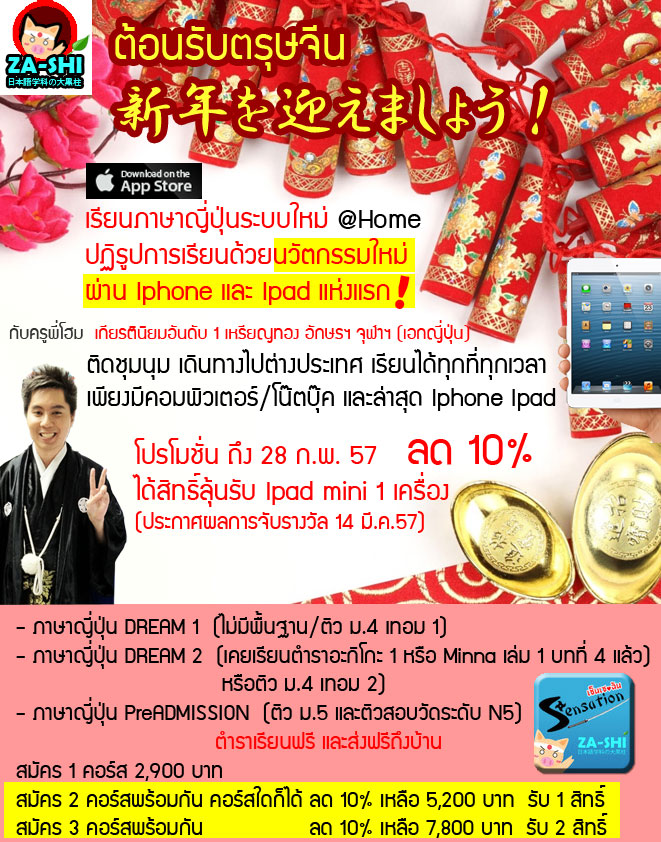 ZA-SHI
日本語学科の大黒柱
ต้อนรับตรุษจีน
新年を迎えましょう!
Download on the
App Store
เรียนภาษาญี่ปุ่นระบบใหม่ @Home
ปฏิรูปการเรียนด้วยนวัตกรรมใหม่
ผ่าน Iphone และ Ipad แห่งแรก!
กับครูพี่โฮม เกียรตินิยมอันดับ 1 เหรียญทอง อักษรฯ จุฬาฯ (เอกญี่ปุ่น)
ติดชุมนุม เดินทางไปต่างประเทศ เรียนได้ทุกที่ทุกเวลา
เพียงมีคอมพิวเตอร์/โน๊ตบุ๊ค และล่าสุด Iphone Ipad
โปรโมชั่น ถึง 28 ก.พ. 57 ลด 10%
ได้สิทธิ์ลุ้นรับ Ipad mini 1 เครื่อง
(ประกาศผลการจับรางวัล 14 มี.ค.57)
- ภาษาญี่ปุ่น DREAM 1 (ไม่มีพื้นฐาน/ติว ม.4 เทอม 1)
- ภาษาญี่ปุ่น DREAM 2 (เคยเรียนตำราอะกิโกะ 1 หรือ Minna เล่ม 1 บทที่ 4 แล้ว)
หรือติว ม.4 เทอม 2)
- ภาษาญี่ปุ่น PreADMISSION (ติว ม.5 และติวสอบวัดระดับ N5)
ตำราเรียนฟรี และส่งฟรีถึงบ้าน
เซ็นเซชั่น
Sensation
ZA-SHI
日本語学科の大黒柱
สมัคร 1 คอร์ส 2,900 บาท
สมัคร 2 คอร์สพร้อมกัน คอร์สใดก็ได้ ลด 10% เหลือ 5,200 บาท รับ 1 สิทธิ์
สมัคร 3 คอร์สพร้อมกัน ลด 10% เหลือ 7,800 บาท รับ 2 สิทธิ์